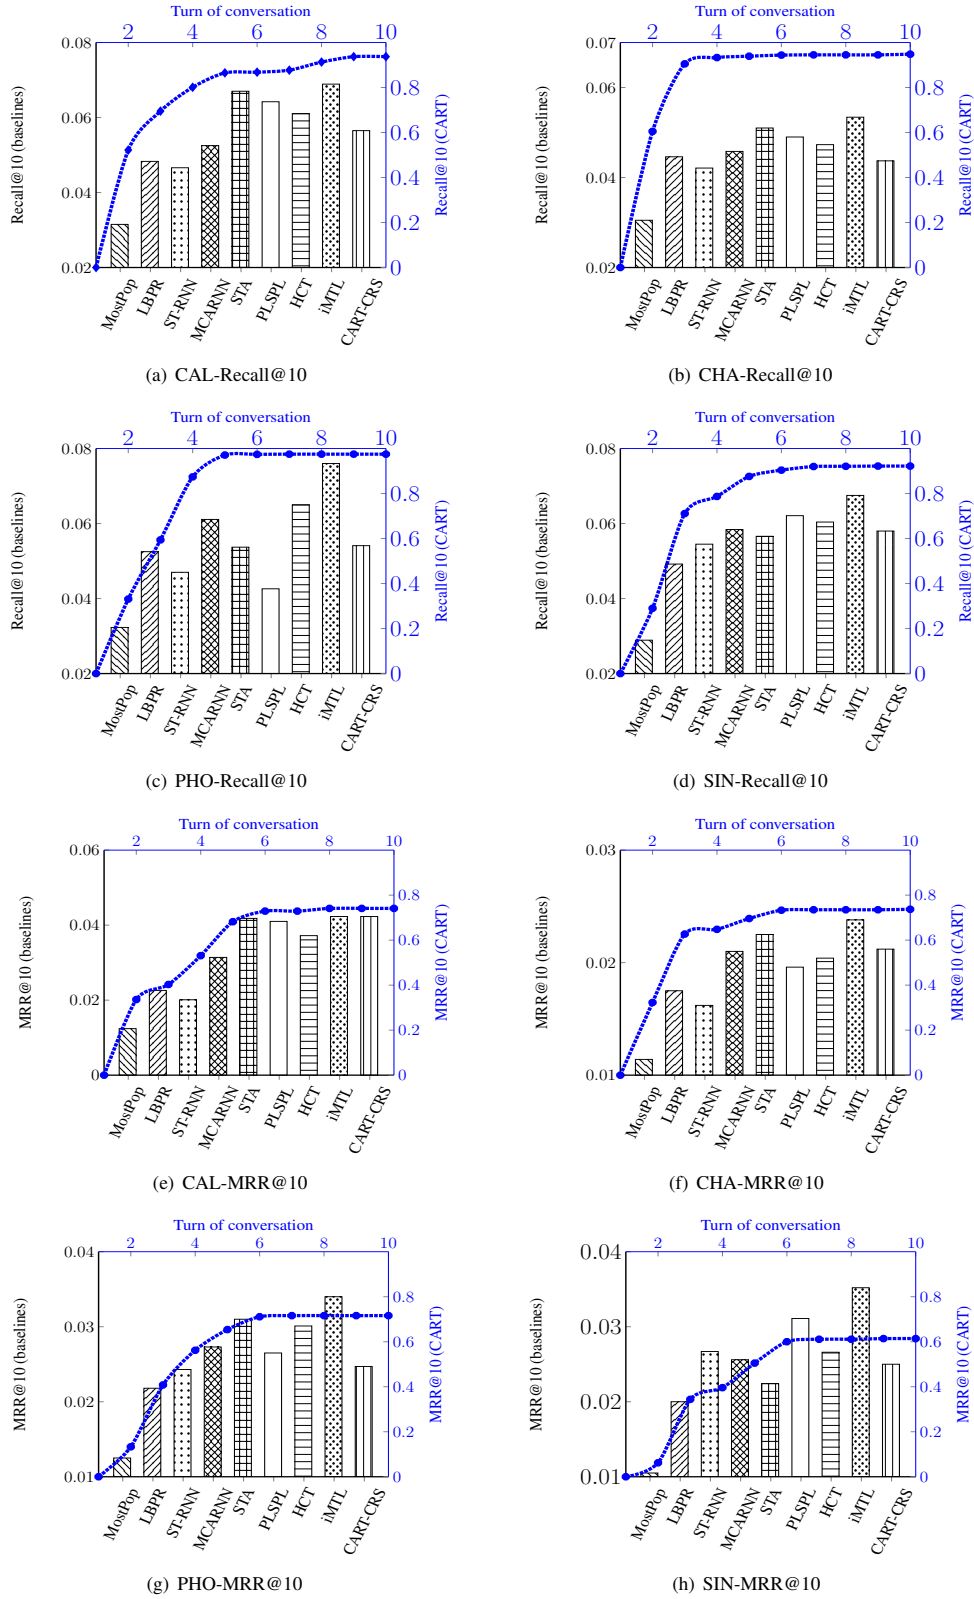 Turn of conversation
2 4 6 8 10
0.08
0.06
0.04
0.02
Recall@10 (baselines)
0.8
0.6
0.4
0.2
0
Recall@10 (CART)
MostPop LBPR ST-RNN MCARNN STA PLSPL HCT iMTL CART-CRS
(a) CAL-Recall@10
2 4 6 8 10
0.07
0.06
0.04
0.02
Recall@10 (baselines)
0.8
0.6
0.4
0.2
0
Recall@10 (CART)
MostPop LBPR ST-RNN MCARNN STA PLSPL HCT iMTL CART-CRS
(b) CHA-Recall@10
Turn of conversation
2 4 6 8 10
0.08
0.06
0.04
0.02
Recall@10 (baselines)
0.8
0.6
0.4
0.2
0
Recall@10 (CART)
MostPop LBPR ST-RNN MCARNN STA PLSPL HCT iMTL CART-CRS
(c) PHO-Recall@10
Turn of conversation
2 4 6 8 10
0.08
0.06
0.04
0.02
Recall@10 (baselines)
0.8
0.6
0.4
0.2
0
Recall@10 (CART)
MostPop LBPR ST-RNN MCARNN STA PLSPL HCT iMTL CART-CRS
(d) SIN-Recall@10
Turn of conversation
2 4 6 8 10
0.06
0.04
0.02
0
MRR@10 (baselines)
0.8
0.6
0.4
0.2
0
MRR@10 (CART)
MostPop LBPR ST-RNN MCARNN STA PLSPL HCT iMTL CART-CRS
(e) CAL-MRR@10
Turn of conversation
2 4 6 8 10
0.03
0.02
0.01
MRR@10 (baselines)
0.8
0.6
0.4
0.2
0
MRR@10 (CART)
MostPop LBPR ST-RNN MCARNN STA PLSPL HCT iMTL CART-CRS
(f) CHA-MRR@10
Turn of conversation
2 4 6 8 10
0.04
0.03
0.02
0.01
MRR@10 (baselines)
0.8
0.6
0.4
0.2
0
MRR@10 (CART)
MostPop LBPR ST-RNN MCARNN STA PLSPL HCT iMTL CART-CRS
(g) PHO-MRR@10
Turn of conversation
2 4 6 8 10
0.04
0.03
0.02
0.01
MRR@10 (baselines)
0.8
0.6
0.4
0.2
0
MRR@10 (CART)
MostPop LBPR ST-RNN MCARNN STA PLSPL HCT iMTL CART-CRS
(h) SIN-MRR@10